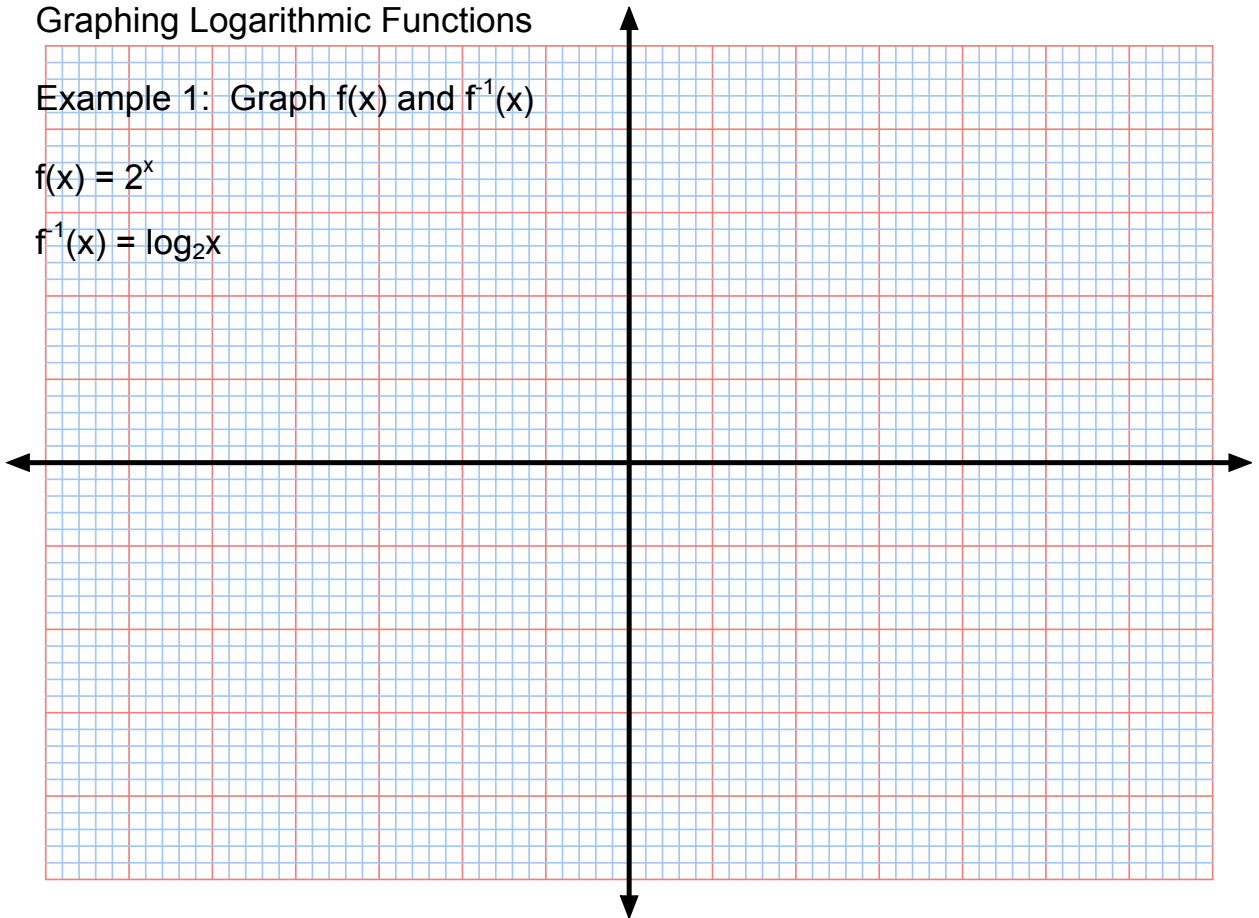 Graphing Logarithmic Functions
Example 1:  Graph f(x) and f⁻¹(x)
f(x) = 2ˣ
f⁻¹(x) = log₂x